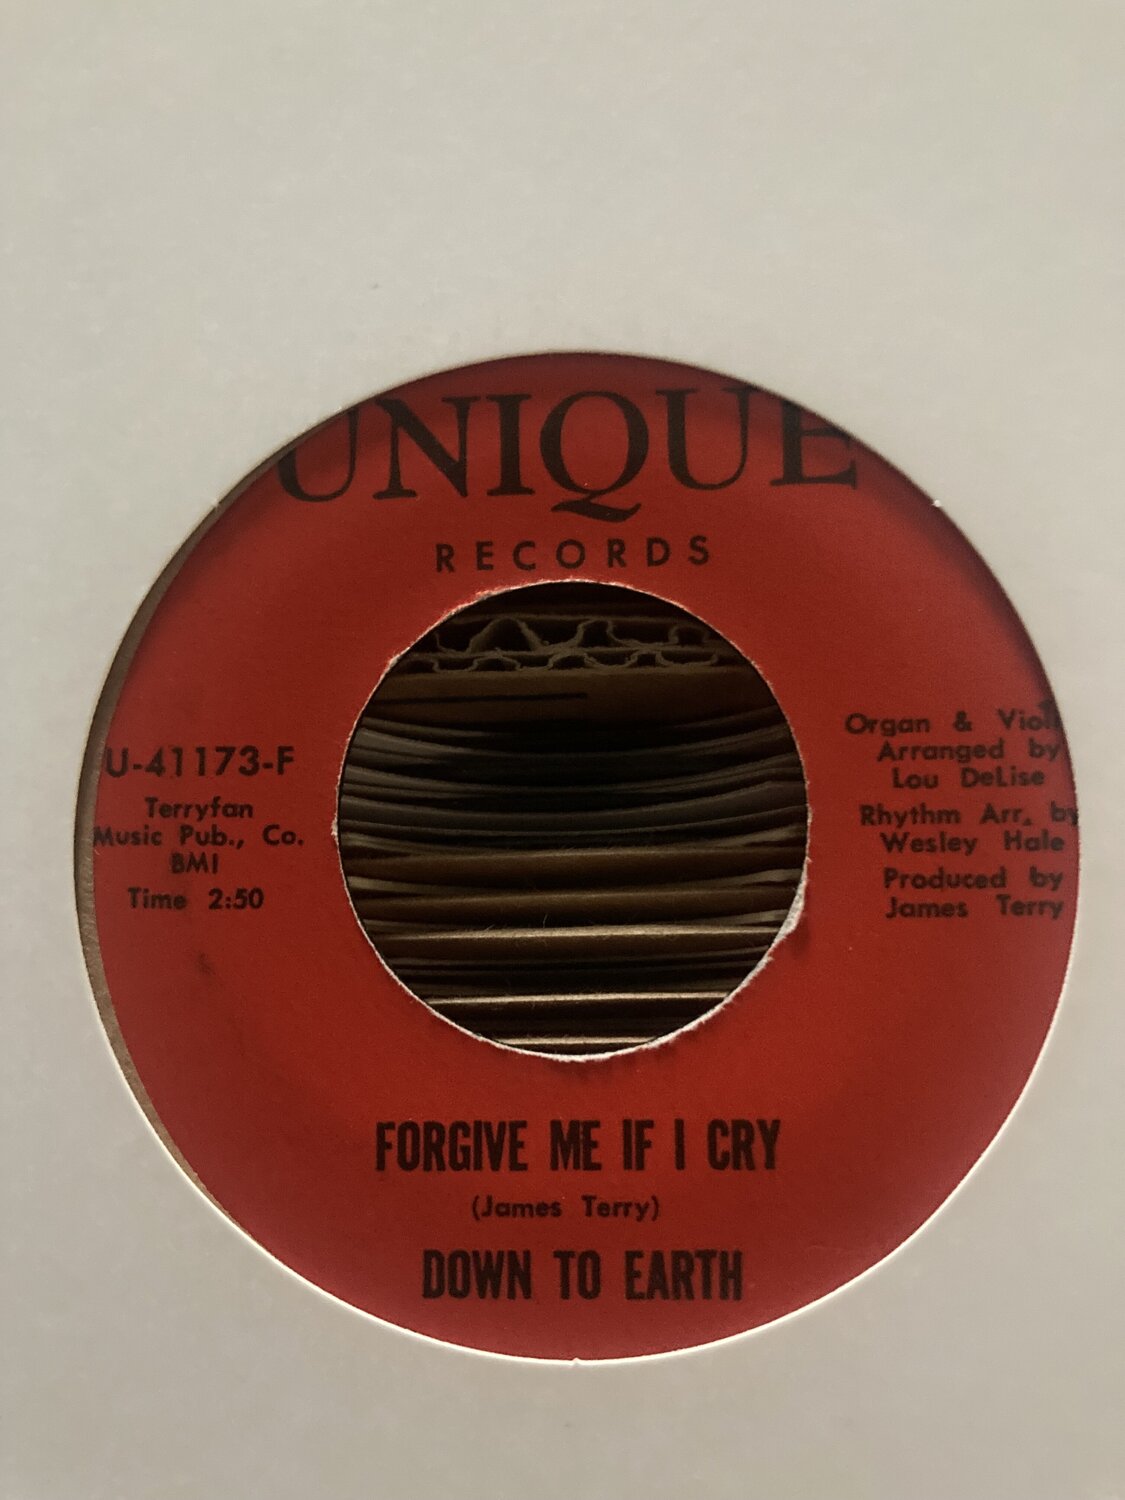 UNIQUE
RECORDS
U-41173-F
Terryfan
Music Pub., Co.
BMI
Time 2:50
Organ &
Arranged by
Lou DeLise
Rhythm Arr. by
Wesley Hale
Produced by
James Terry
FORGIVE ME IF I CRY
(James Terry)
DOWN TO EARTH